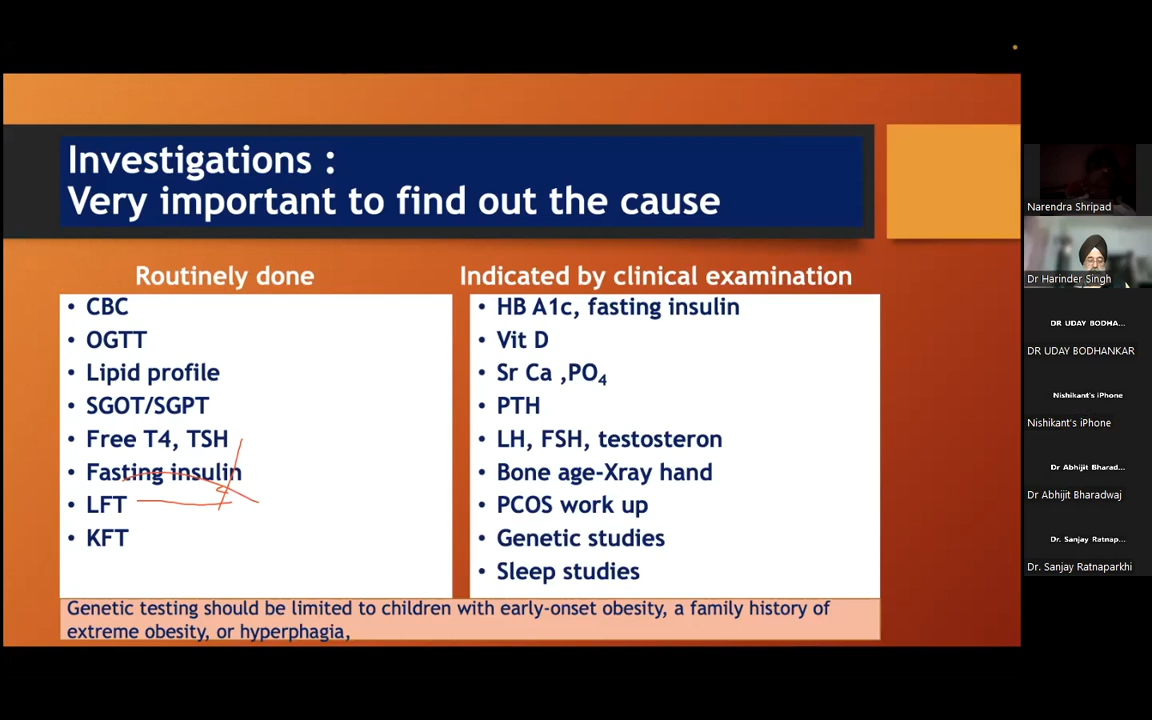 Investigations :
Very important to find out the cause
Routinely done
• CBC
• OGTT
• Lipid profile
• SGOT/SGPT
• Free T4, TSH
• Fasting insulin
• LFT
• KFT
Indicated by clinical examination
• HB A1c, fasting insulin
• Vit D
• Sr Ca ,PO4
• PTH
• LH, FSH, testosteron
• Bone age-Xray hand
• PCOS work up
• Genetic studies
• Sleep studies
Genetic testing should be limited to children with early-onset obesity, a family history of
extreme obesity, or hyperphagia,
Narendra Shripad
Dr Harinder Singh
DR UDAY BODHA...
DR UDAY BODHANKAR
Nishikant's iPhone
Nishikant's iPhone
Dr Abhijit Bharad...
Dr Abhijit Bharadwaj
Dr. Sanjay Ratnap...
Dr. Sanjay Ratnaparkhi